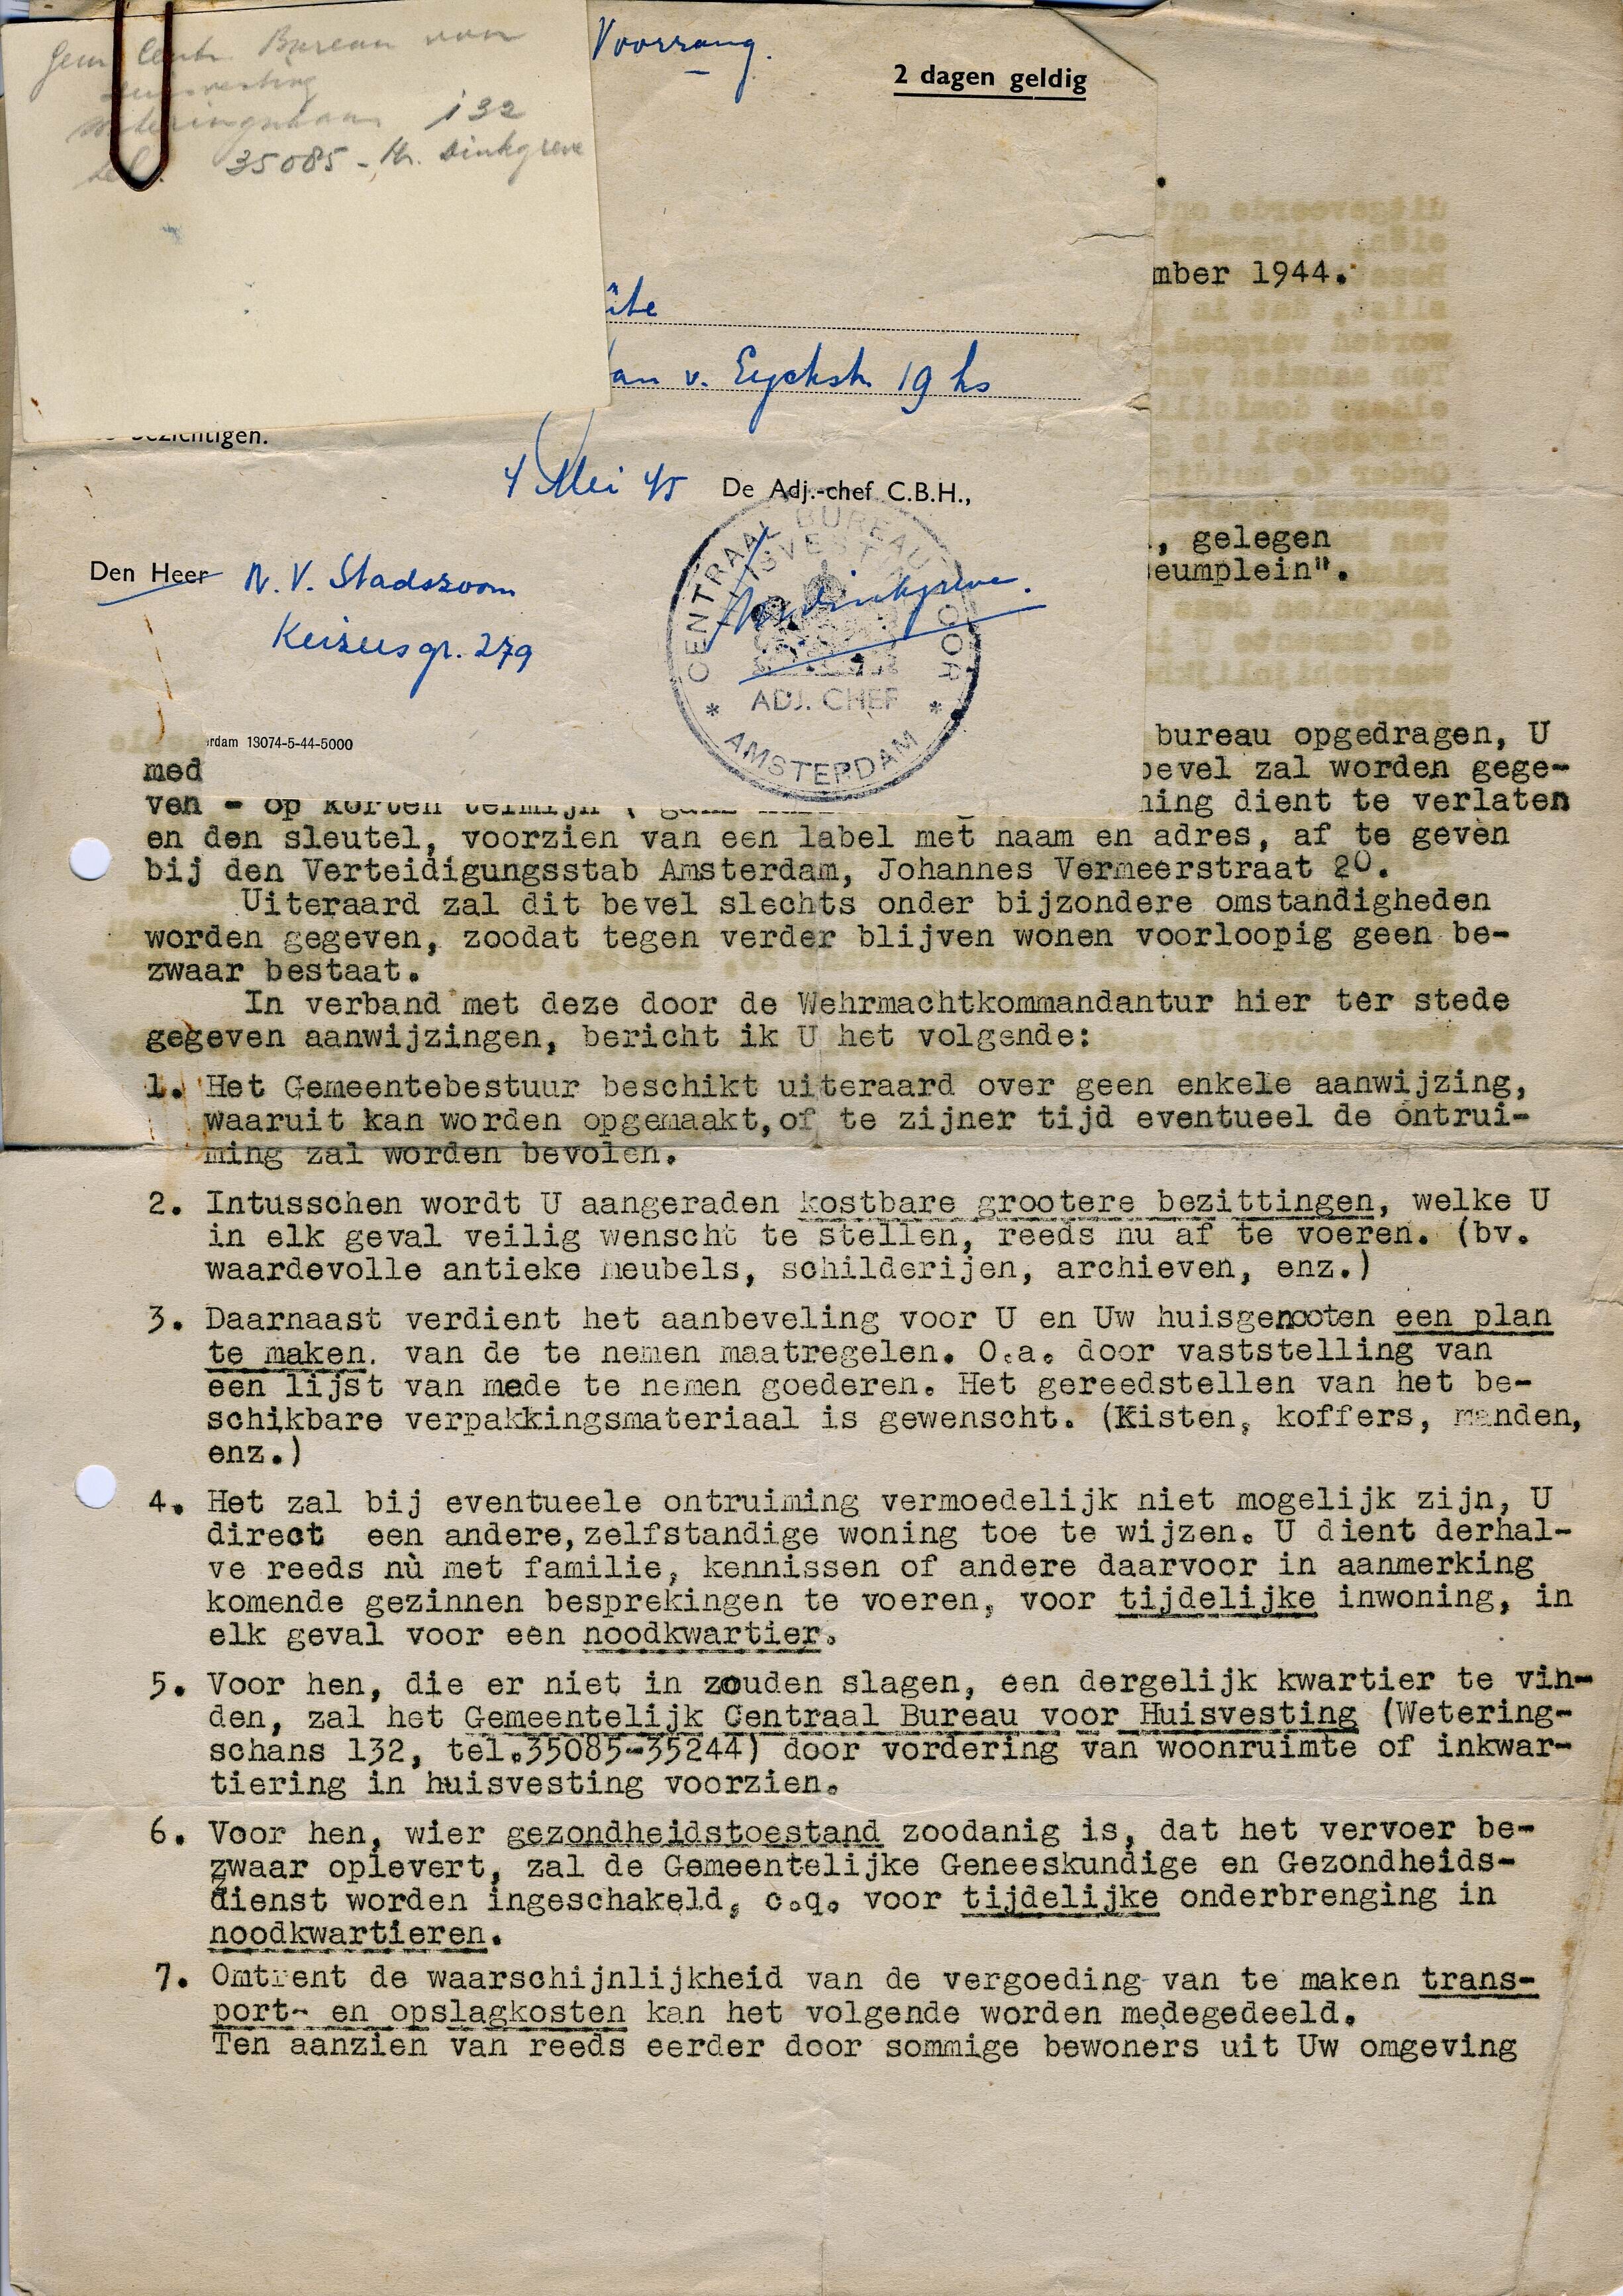 Gem. Centr. Bureau voor
132
tel. 35085 - Hr. Dinkgreve
Voorrang.
2 dagen geldig
an v. Eyckstr. 19 hs
bezichtigen.
4 Mei 45 De Adj.-chef C.B.H.,
Den Heer N.V. Stadszoom
Keizersgr. 279
CENTRAAL BUREAU VOOR
HUISVESTING
ADJ. CHEF
* AMSTERDAM *
rdam 13074-5-44-5000
mber 1944.
, gelegen
eumplein".
bureau opgedragen, U
med
bevel zal worden gege-
ven - op korten termijn (
ning dient te verlaten
en den sleutel, voorzien van een label met naam en adres, af te geven
bij den Verteidigungsstab Amsterdam, Johannes Vermeerstraat 20.
Uiteraard zal dit bevel slechts onder bijzondere omstandigheden
worden gegeven, zoodat tegen verder blijven wonen voorloopig geen be-
zwaar bestaat.
In verband met deze door de Wehrmachtkommandantur hier ter stede
gegeven aanwijzingen, bericht ik U het volgende:
1. Het Gemeentebestuur beschikt uiteraard over geen enkele aanwijzing,
waaruit kan worden opgemaakt, of te zijner tijd eventueel de ontrui-
ming zal worden bevolen.
2. Intusschen wordt U aangeraden kostbare grootere bezittingen, welke U
in elk geval veilig wenscht te stellen, reeds nu af te voeren. (bv.
waardevolle antieke meubels, schilderijen, archieven, enz.)
3. Daarnaast verdient het aanbeveling voor U en Uw huisgenooten een plan
te maken. van de te nemen maatregelen. O.a. door vaststelling van
een lijst van mede te nemen goederen. Het gereedstellen van het be-
schikbare verpakkingsmateriaal is gewenscht. (Kisten, koffers, manden,
enz.)
4. Het zal bij eventueele ontruiming vermoedelijk niet mogelijk zijn, U
direct een andere, zelfstandige woning toe te wijzen. U dient derhal-
ve reeds nù met familie, kennissen of andere daarvoor in aanmerking
komende gezinnen besprekingen te voeren, voor tijdelijke inwoning, in
elk geval voor een noodkwartier.
5. Voor hen, die er niet in zouden slagen, een dergelijk kwartier te vin-
den, zal het Gemeentelijk Centraal Bureau voor Huisvesting (Wetering-
schans 132, tel.35085-35244) door vordering van woonruimte of inkwar-
tiering in huisvesting voorzien.
6. Voor hen, wier gezondheidstoestand zoodanig is, dat het vervoer be-
zwaar oplevert, zal de Gemeentelijke Geneeskundige en Gezondheids-
dienst worden ingeschakeld, c.q. voor tijdelijke onderbrenging in
noodkwartieren.
7. Omtrent de waarschijnlijkheid van de vergoeding van te maken trans-
port- en opslagkosten kan het volgende worden medegedeeld.
Ten aanzien van reeds eerder door sommige bewoners uit Uw omgeving